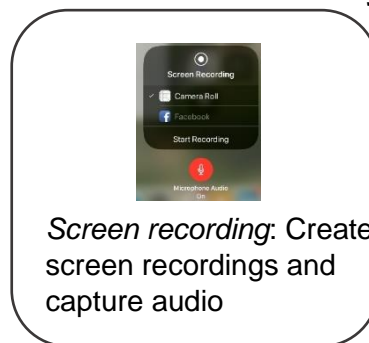 Screen Recording
Camera Roll
Facebook
Start Recording
Microphone Audio
On
Screen recording: Create
screen recordings and
capture audio